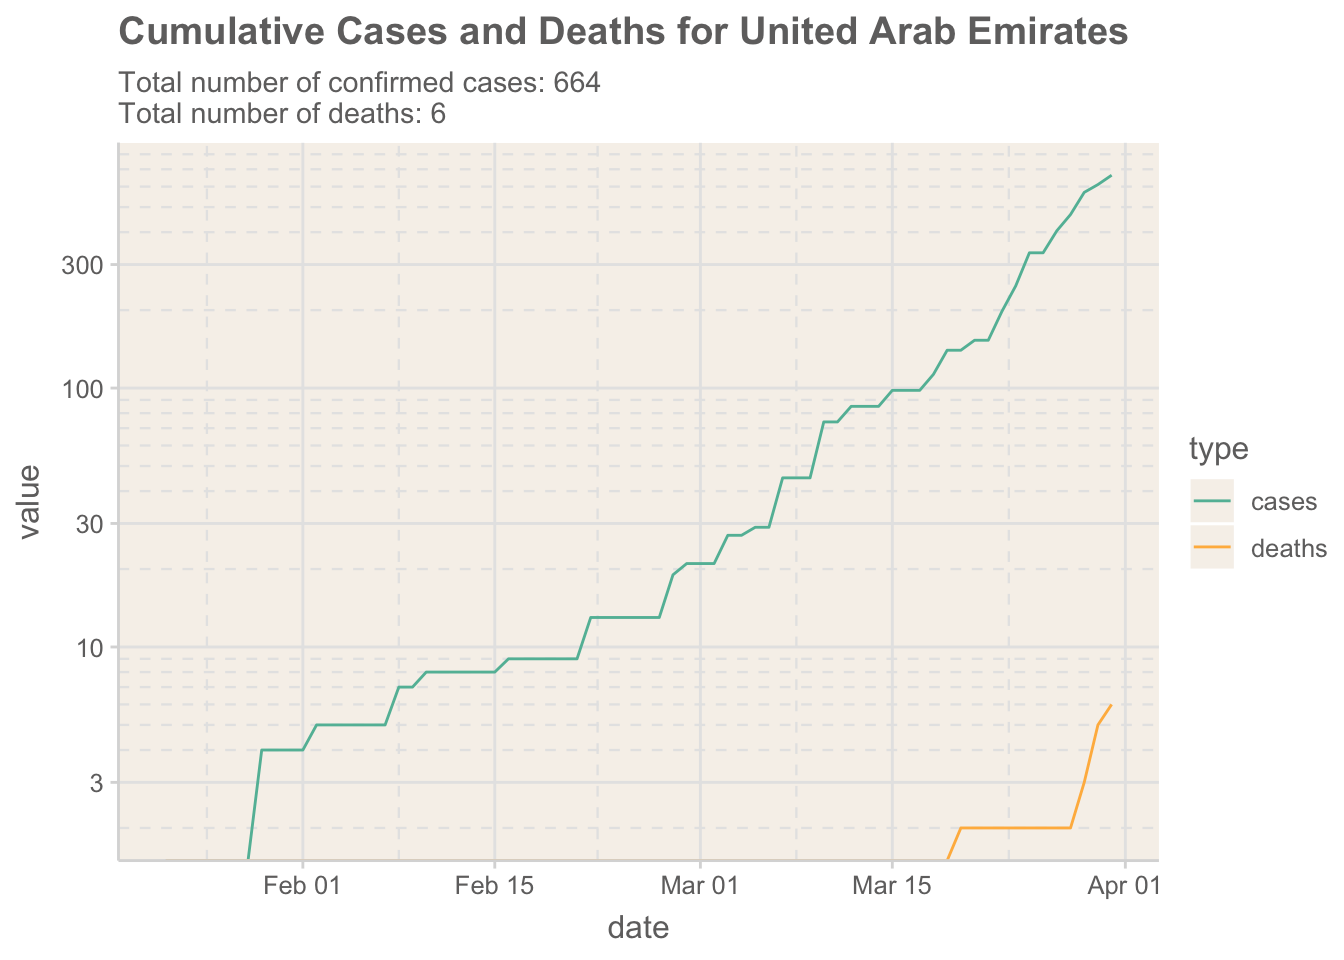 Cumulative Cases and Deaths for United Arab Emirates
Total number of confirmed cases: 664
Total number of deaths: 6
300
100
30
10
3
value
Feb 01
Feb 15
Mar 01
Mar 15
Apr 01
date
type
cases
deaths